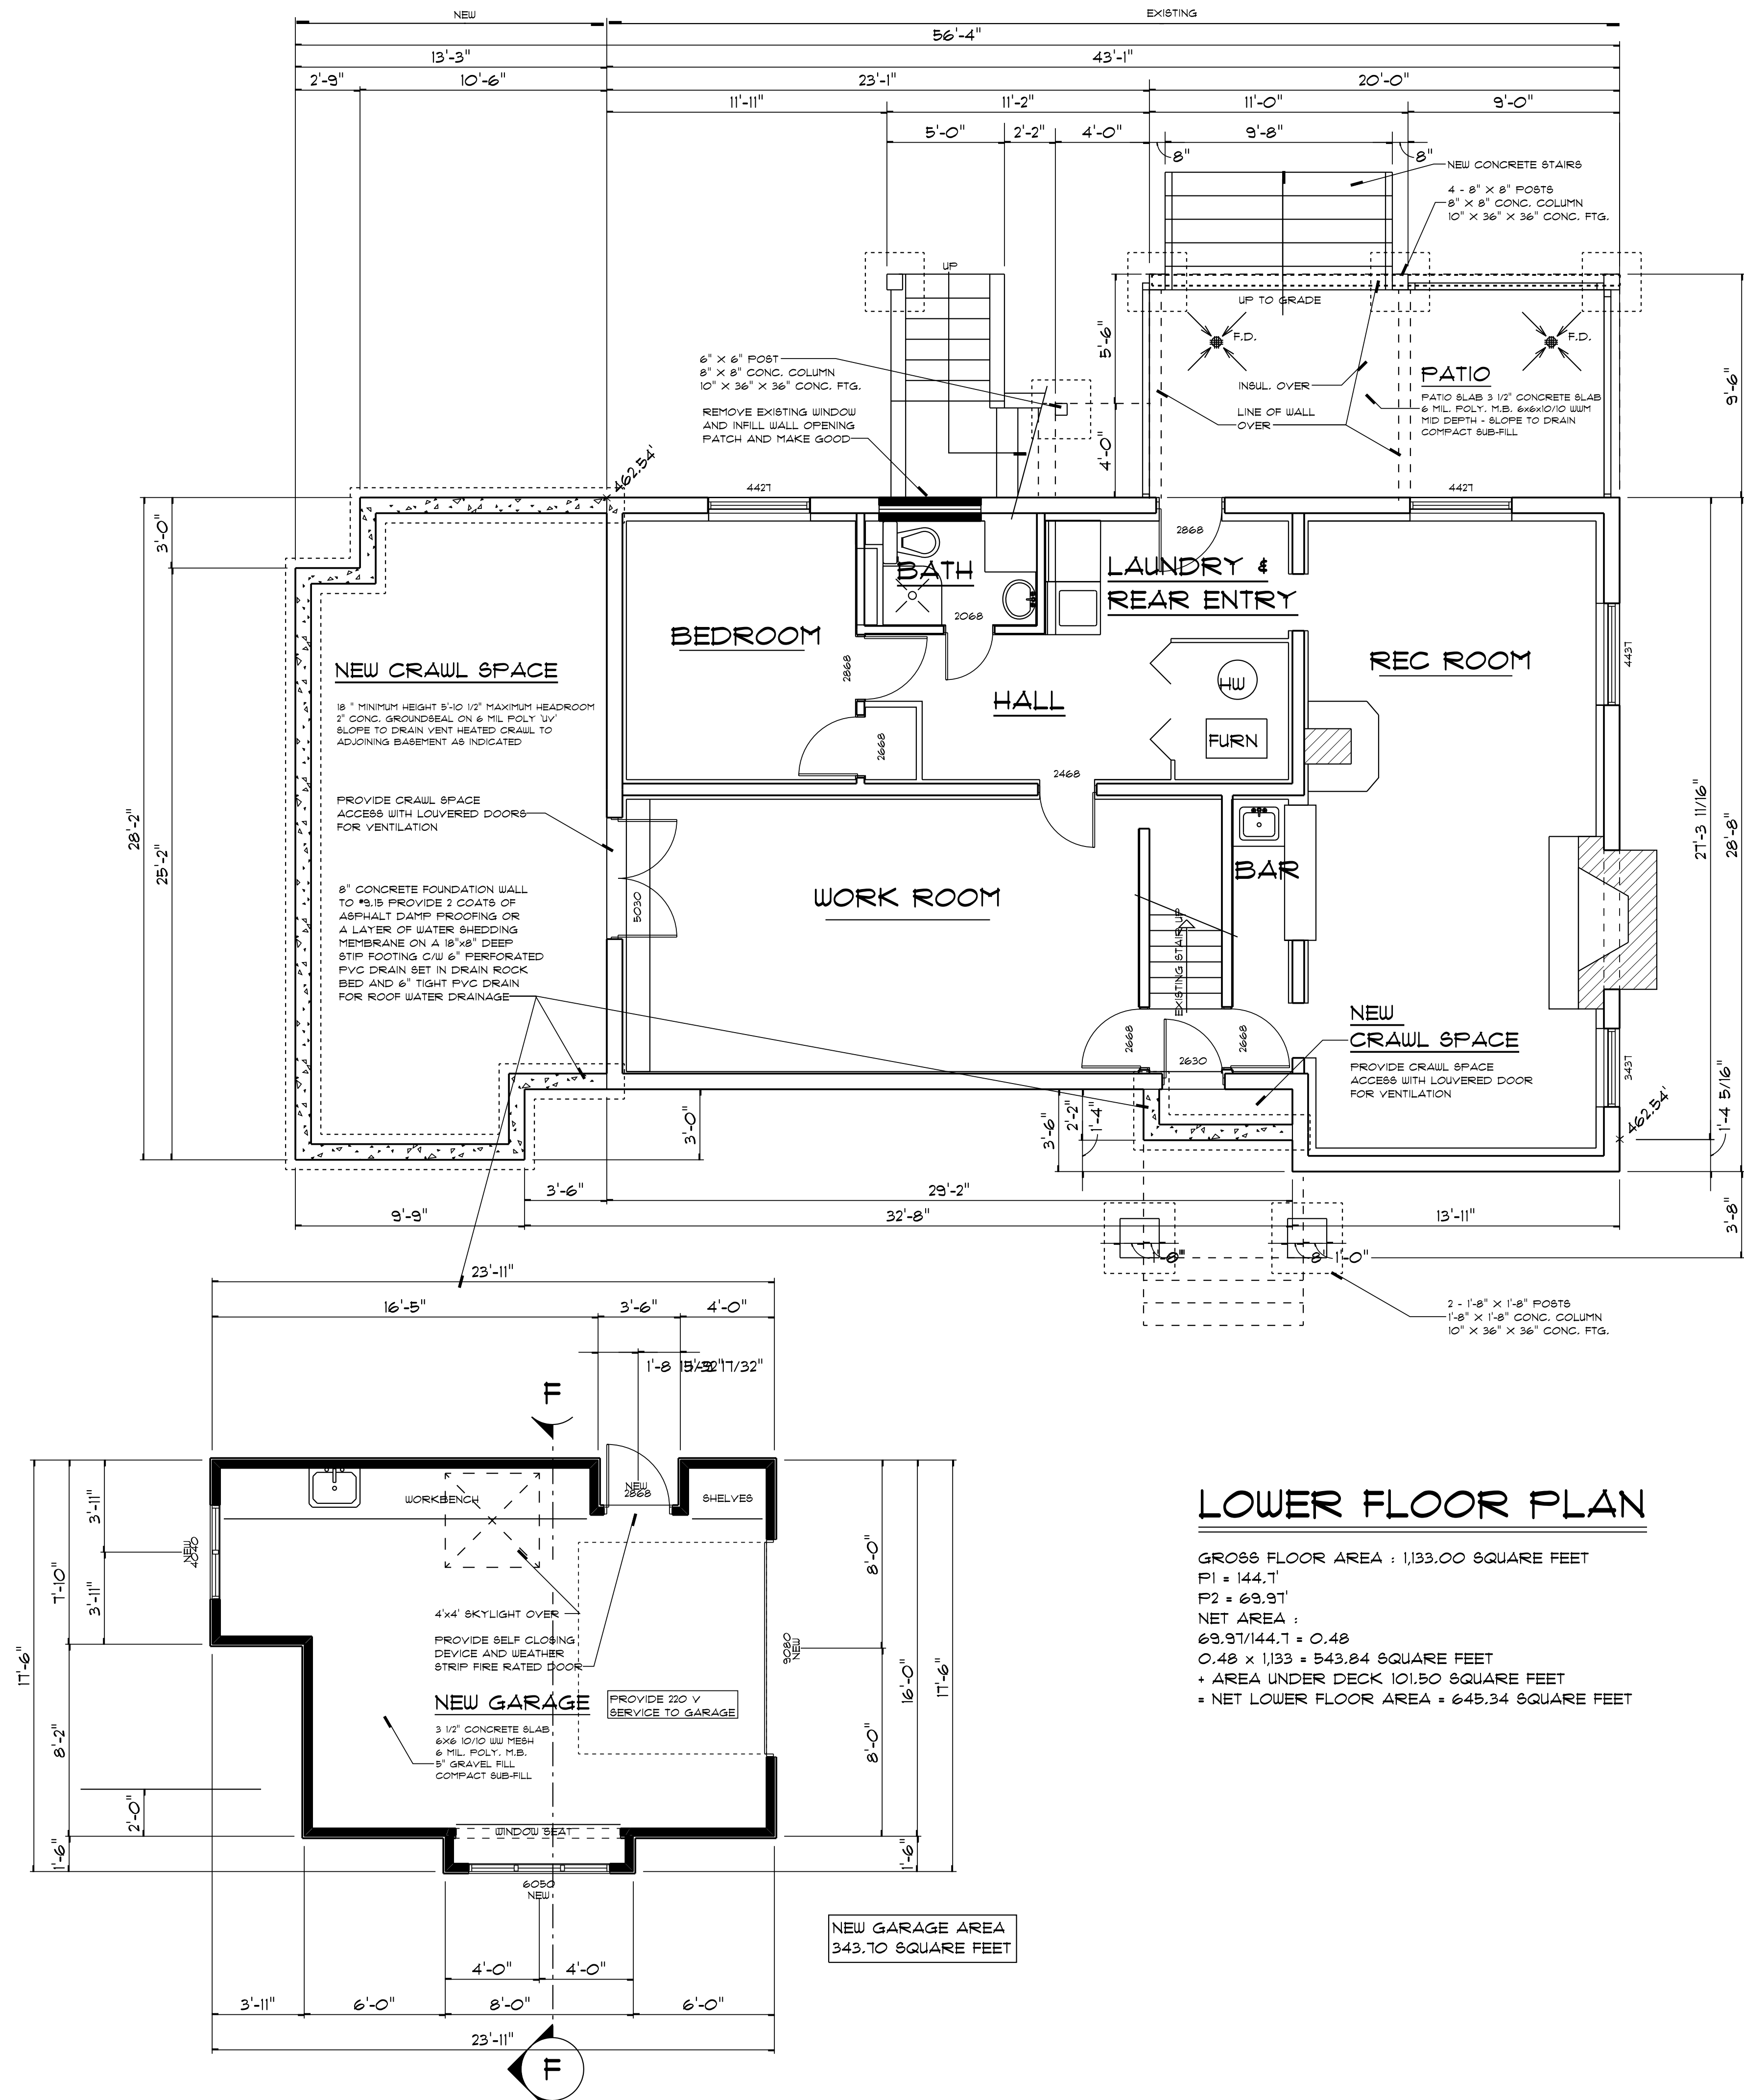 NEW
EXISTING
56'-4"
13'-3"
43'-1"
2'-9"
10'-6"
23'-1"
20'-0"
11'-11"
11'-2"
11'-0"
9'-0"
5'-0"
2'-2"
4'-0"
9'-8"
8"
8"
NEW CONCRETE STAIRS
4 - 8" X 8" POSTS
8" X 8" CONC. COLUMN
10" X 36" X 36" CONC. FTG.
UP
UP TO GRADE
F.D.
F.D.
5'-6"
4'-0"
9'-6"
6" X 6" POST
8" X 8" CONC. COLUMN
10" X 36" X 36" CONC. FTG.
REMOVE EXISTING WINDOW
AND INFILL WALL OPENING
PATCH AND MAKE GOOD
INSUL. OVER
LINE OF WALL
OVER
PATIO
PATIO SLAB 3 1/2" CONCRETE SLAB
6 MIL. POLY. M.B. 6x6x10/10 WWM
MID DEPTH - SLOPE TO DRAIN
COMPACT SUB-FILL
462.54'
4427
4427
3'-0"
28'-2"
25'-2"
2868
BATH
LAUNDRY &
REAR ENTRY
2068
BEDROOM
2868
REC ROOM
4437
NEW CRAWL SPACE
18 " MINIMUM HEIGHT 5'-10 1/2" MAXIMUM HEADROOM
2" CONC. GROUNDSEAL ON 6 MIL POLY 'UV'
SLOPE TO DRAIN VENT HEATED CRAWL TO
ADJOINING BASEMENT AS INDICATED
HW
HALL
FURN
2668
2468
PROVIDE CRAWL SPACE
ACCESS WITH LOUVERED DOORS
FOR VENTILATION
27'-3 11/16"
28'-8"
BAR
WORK ROOM
5030
8" CONCRETE FOUNDATION WALL
TO #9.15 PROVIDE 2 COATS OF
ASPHALT DAMP PROOFING OR
A LAYER OF WATER SHEDDING
MEMBRANE ON A 18"x8" DEEP
STIP FOOTING C/W 6" PERFORATED
PVC DRAIN SET IN DRAIN ROCK
BED AND 6" TIGHT PVC DRAIN
FOR ROOF WATER DRAINAGE
EXISTING STAIR UP
NEW
CRAWL SPACE
PROVIDE CRAWL SPACE
ACCESS WITH LOUVERED DOOR
FOR VENTILATION
2668
2668
2630
3437
462.54'
1'-4 5/16"
3'-0"
3'-6"
2'-2"
1'-4"
3'-6"
29'-2"
9'-9"
32'-8"
13'-11"
3'-8"
8" 1'-0"
2 - 1'-8" X 1'-8" POSTS
1'-8" X 1'-8" CONC. COLUMN
10" X 36" X 36" CONC. FTG.
23'-11"
16'-5"
3'-6"
4'-0"
F
NEW
2868
WORKBENCH
SHELVES
NEW
4040
3'-11"
3'-11"
7'-10"
17'-6"
8'-2"
2'-0"
1'-6"
4'x4' SKYLIGHT OVER
PROVIDE SELF CLOSING
DEVICE AND WEATHER
STRIP FIRE RATED DOOR
NEW GARAGE
PROVIDE 220 V
SERVICE TO GARAGE
3 1/2" CONCRETE SLAB
6X6 10/10 WW MESH
6 MIL. POLY. M.B.
5" GRAVEL FILL
COMPACT SUB-FILL
9080
NEW
8'-0"
8'-0"
16'-0"
17'-6"
1'-6"
WINDOW SEAT
6050
NEW
4'-0"
4'-0"
3'-11"
6'-0"
8'-0"
6'-0"
23'-11"
F
NEW GARAGE AREA
343.70 SQUARE FEET
LOWER FLOOR PLAN
GROSS FLOOR AREA : 1,133.00 SQUARE FEET
P1 = 144.7'
P2 = 69.97'
NET AREA :
69.97/144.7 = 0.48
0.48 x 1,133 = 543.84 SQUARE FEET
+ AREA UNDER DECK 101.50 SQUARE FEET
= NET LOWER FLOOR AREA = 645.34 SQUARE FEET